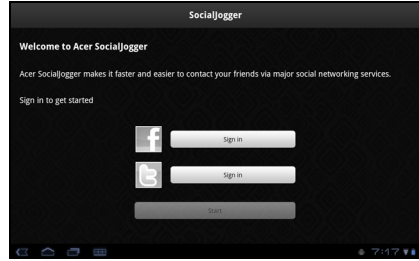 SocialJogger
Welcome to Acer SocialJogger
Acer SocialJogger makes it faster and easier to contact your friends via major social networking services.
Sign in to get started
f
Sign in
t
Sign in
Start
7:17